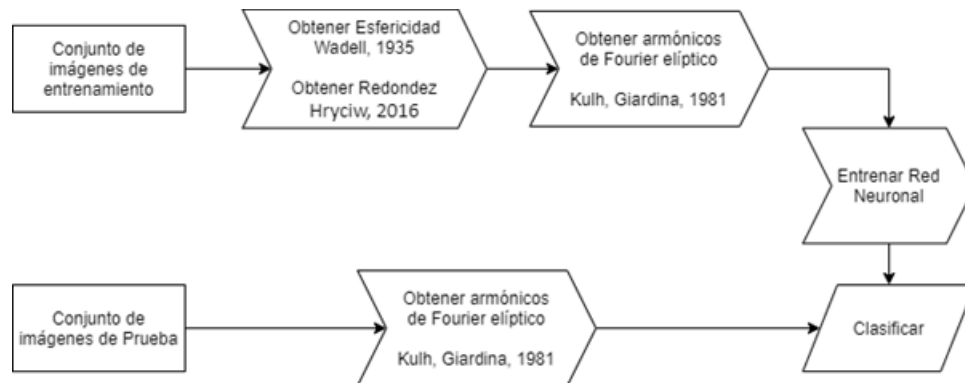 Conjunto de
imágenes de
entrenamiento
Obtener Esfericidad
Wadell, 1935
Obtener Redondez
Hryciw, 2016
Obtener armónicos
de Fourier elíptico
Kulh, Giardina, 1981
Entrenar Red
Neuronal
Conjunto de
imágenes de Prueba
Obtener armónicos
de Fourier elíptico
Kulh, Giardina, 1981
Clasificar